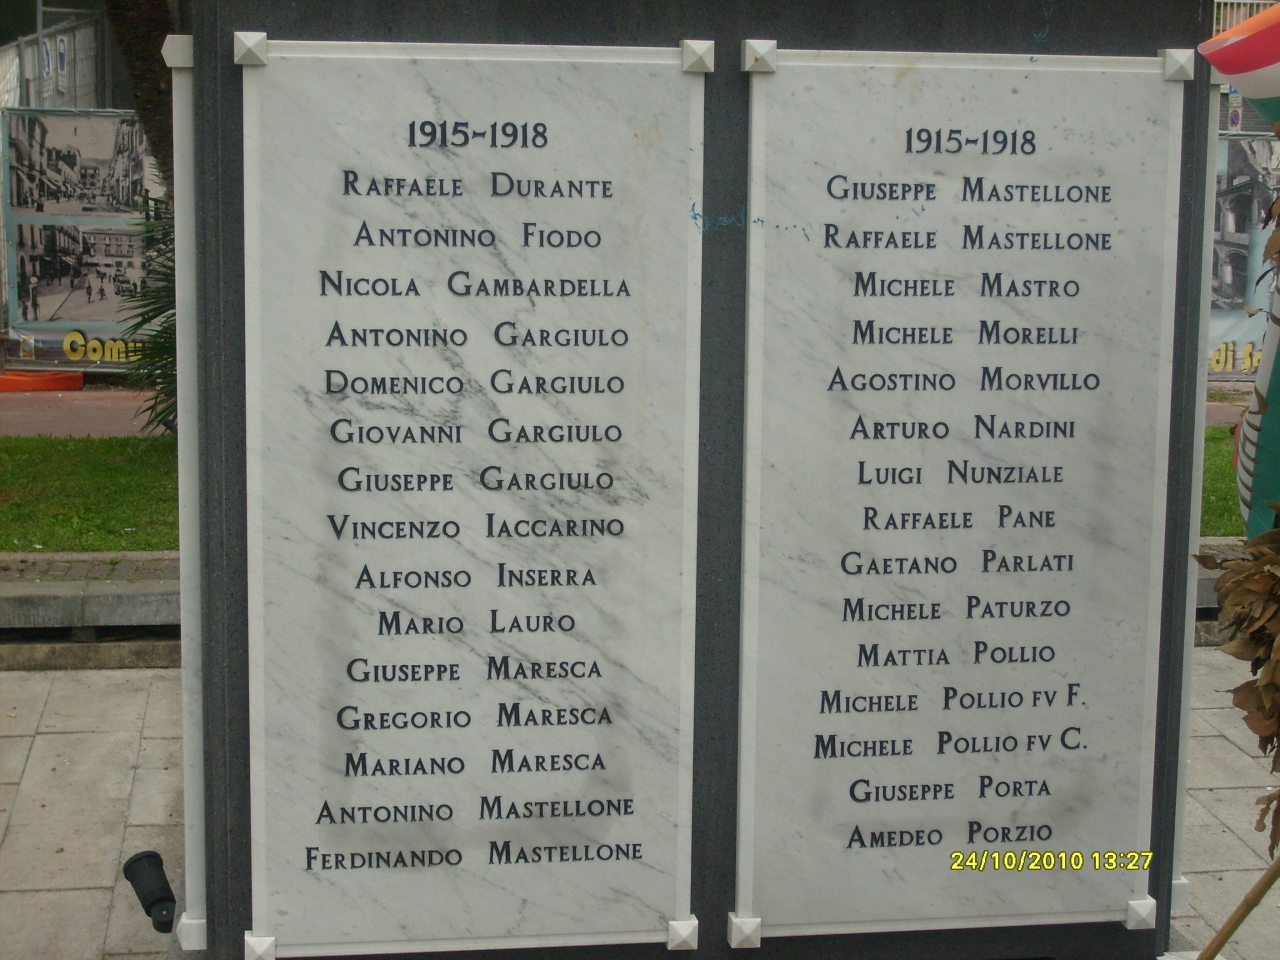 1915-1918
RAFFAELE DURANTE
ANTONINO FIODO
NICOLA GAMBARDELLA
ANTONINO GARGIULO
DOMENICO GARGIULO
GIOVANNI GARGIULO
GIUSEPPE GARGIULO
VINCENZO IACCARINO
ALFONSO INSERRA
MARIO LAURO
GIUSEPPE MARESCA
GREGORIO MARESCA
MARIANO MARESCA
ANTONINO MASTELLONE
FERDINANDO MASTELLONE
1915-1918
GIUSEPPE MASTELLONE
RAFFAELE MASTELLONE
MICHELE MASTRO
MICHELE MORELLI
AGOSTINO MORVILLO
ARTURO NARDINI
LUIGI NUNZIALE
RAFFAELE PANE
GAETANO PARLATI
MICHELE PATURZO
MATTIA POLLIO
MICHELE POLLIO FV F.
MICHELE POLLIO FV C.
GIUSEPPE PORTA
AMEDEO PORZIO
24/10/2010 13:27
Comu
di S